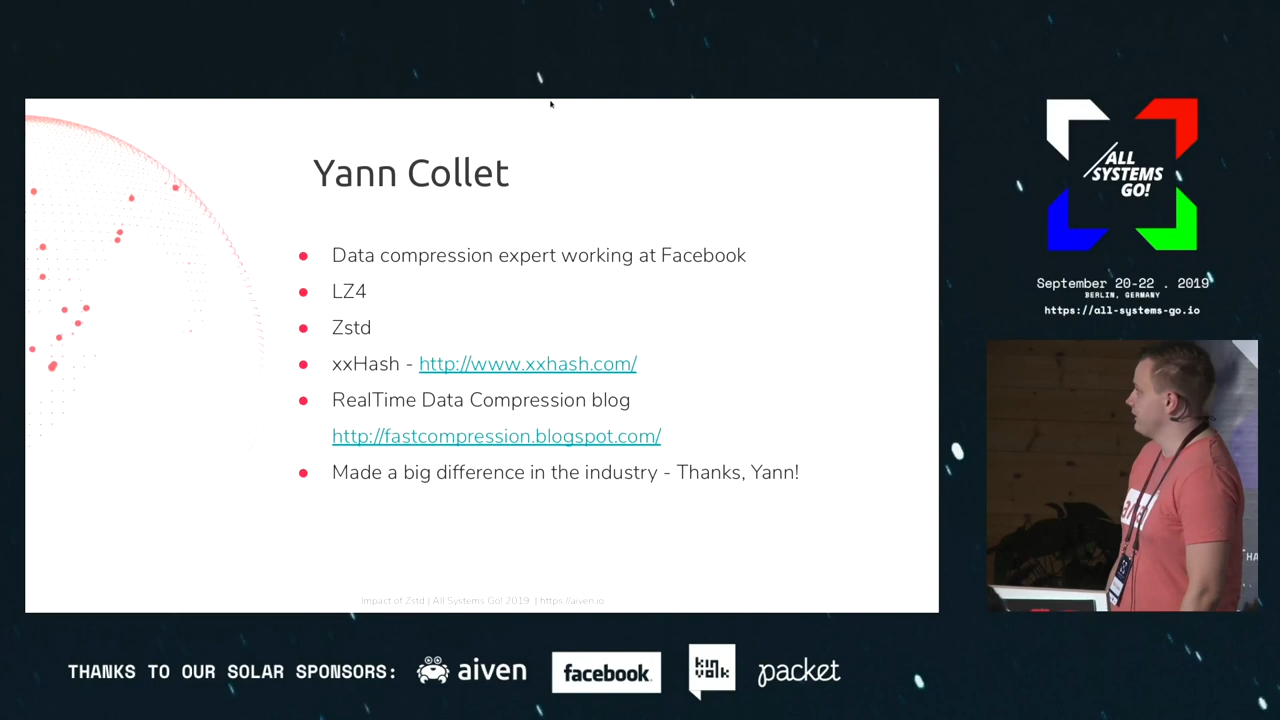 Yann Collet
Data compression expert working at Facebook
LZ4
Zstd
xxHash - http://www.xxhash.com/
RealTime Data Compression blog
http://fastcompression.blogspot.com/
Made a big difference in the industry - Thanks, Yann!
Impact of Zstd | All Systems Go! 2019 | https://aiven.io
ALL
SYSTEMS
GO!
September 20-22 . 2019
BERLIN, GERMANY
https://all-systems-go.io
THANKS TO OUR SOLAR SPONSORS:
aiven
facebook.
kin
volk
packet